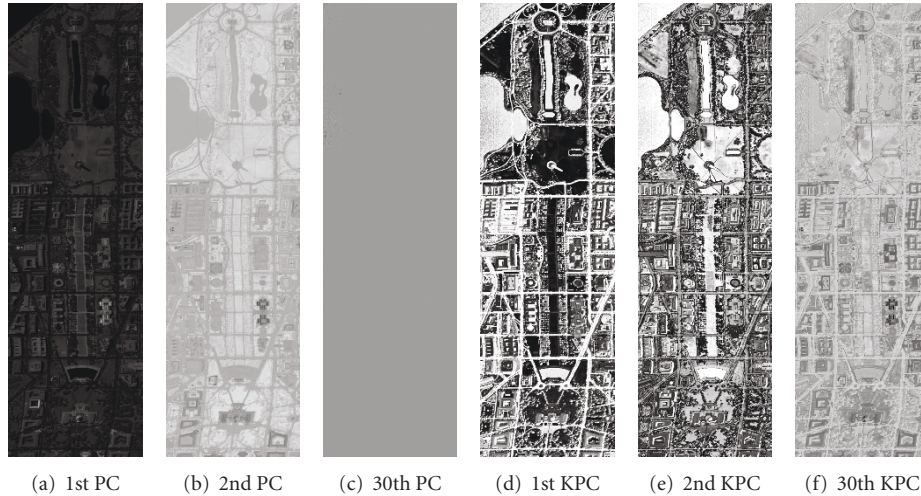 (a) 1st PC
(b) 2nd PC
(c) 30th PC
(d) 1st KPC
(e) 2nd KPC
(f) 30th KPC